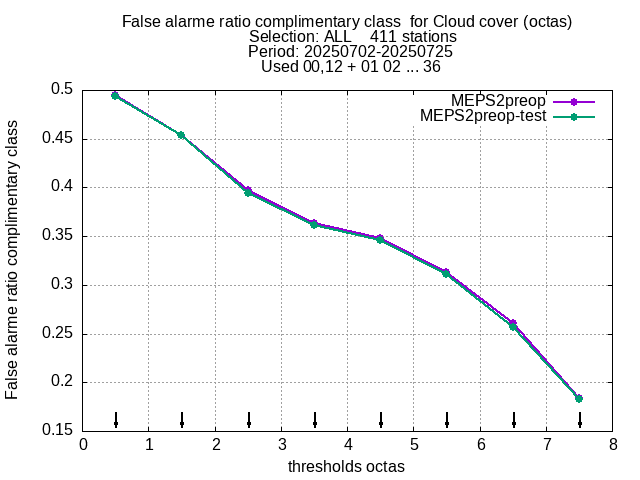 False alarme ratio complimentary class  for Cloud cover (octas)
Selection: ALL    411 stations
Period: 20250702-20250725
Used 00,12 + 01 02 ... 36
MEPS2preop
MEPS2preop-test
False alarme ratio complimentary class
0.5
0.45
0.4
0.35
0.3
0.25
0.2
0.15
0 1 2 3 4 5 6 7 8
thresholds octas